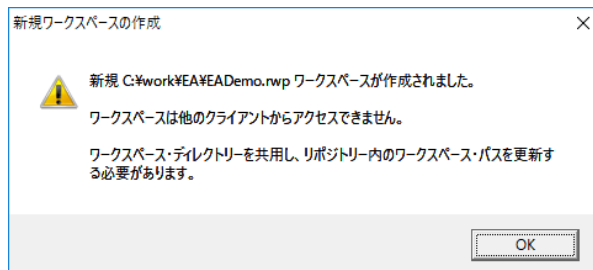 新規ワークスペースの作成
新規 C:¥work¥EA¥EADemo.rwp ワークスペースが作成されました。
ワークスペースは他のクライアントからアクセスできません。
ワークスペース・ディレクトリーを共用し、リポジトリー内のワークスペース・パスを更新す
る必要があります。
OK